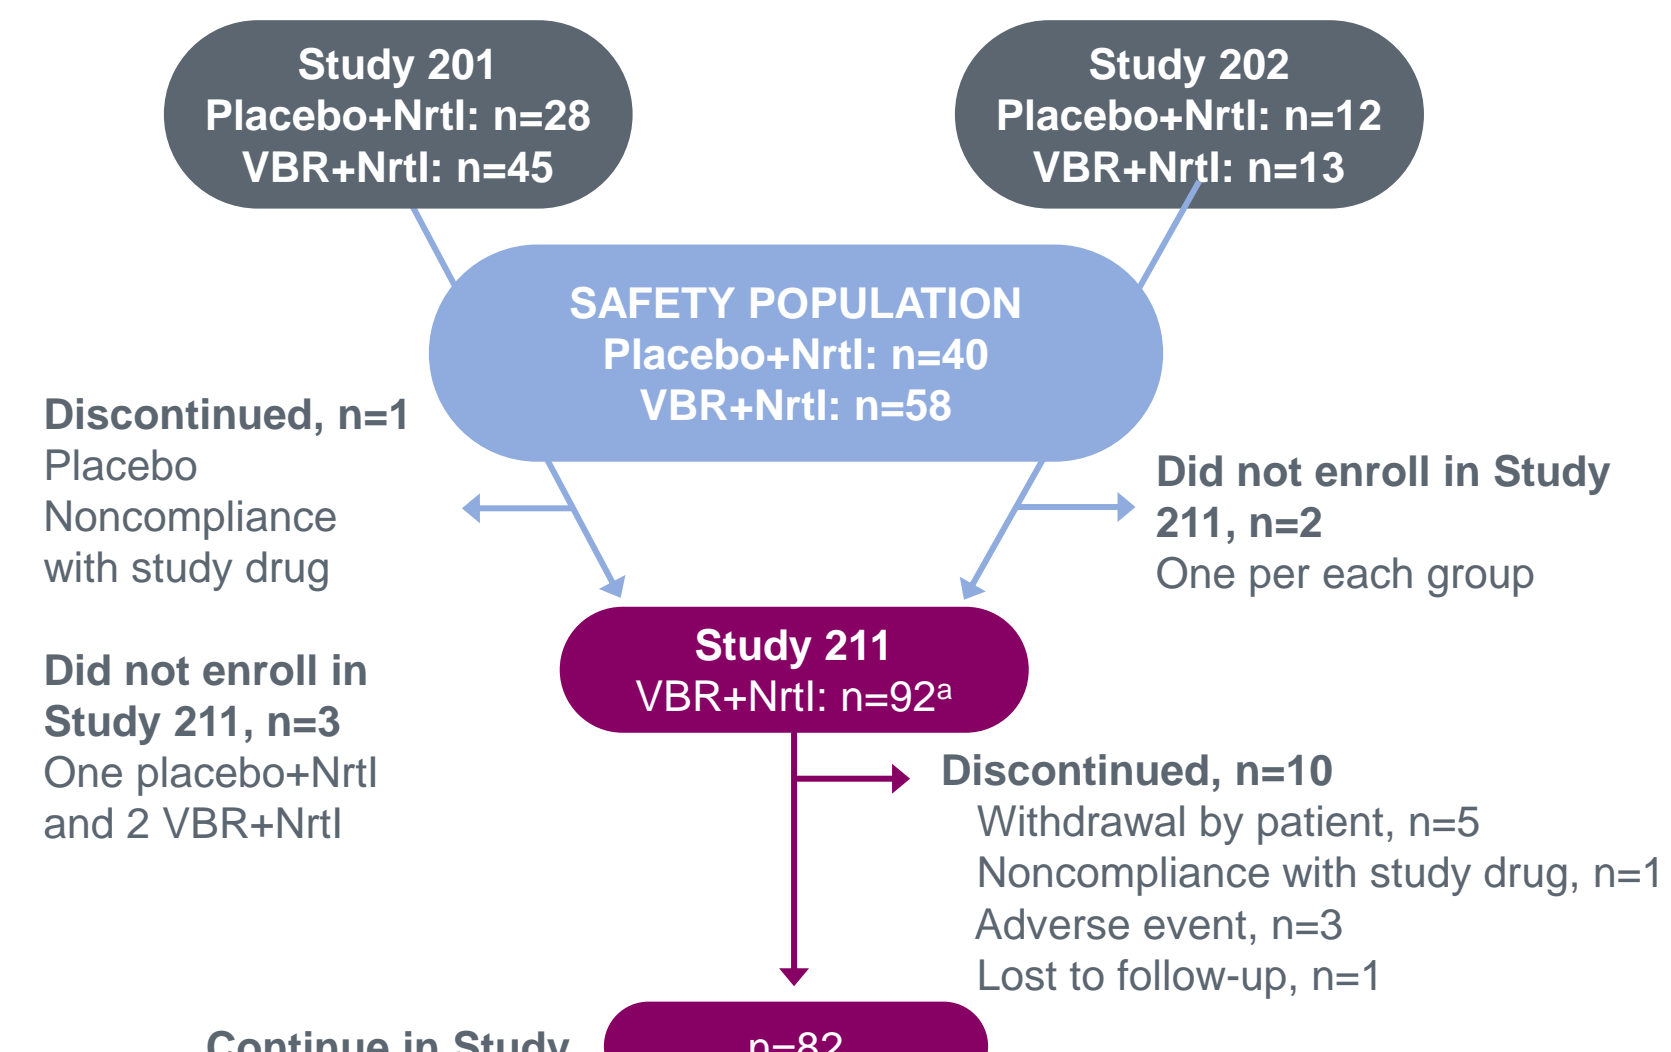 Study 201
Placebo+NrtI: n=28
VBR+NrtI: n=45
Study 202
Placebo+NrtI: n=12
VBR+NrtI: n=13
SAFETY POPULATION
Placebo+NrtI: n=40
VBR+NrtI: n=58
Discontinued, n=1
Placebo
Noncompliance
with study drug
Did not enroll in Study
211, n=2
One per each group
Did not enroll in
Study 211, n=3
One placebo+NrtI
and 2 VBR+NrtI
Study 211
VBR+NrtI: n=92ᵃ
Discontinued, n=10
Withdrawal by patient, n=5
Noncompliance with study drug, n=1
Adverse event, n=3
Lost to follow-up, n=1
Continue in Study
n=82